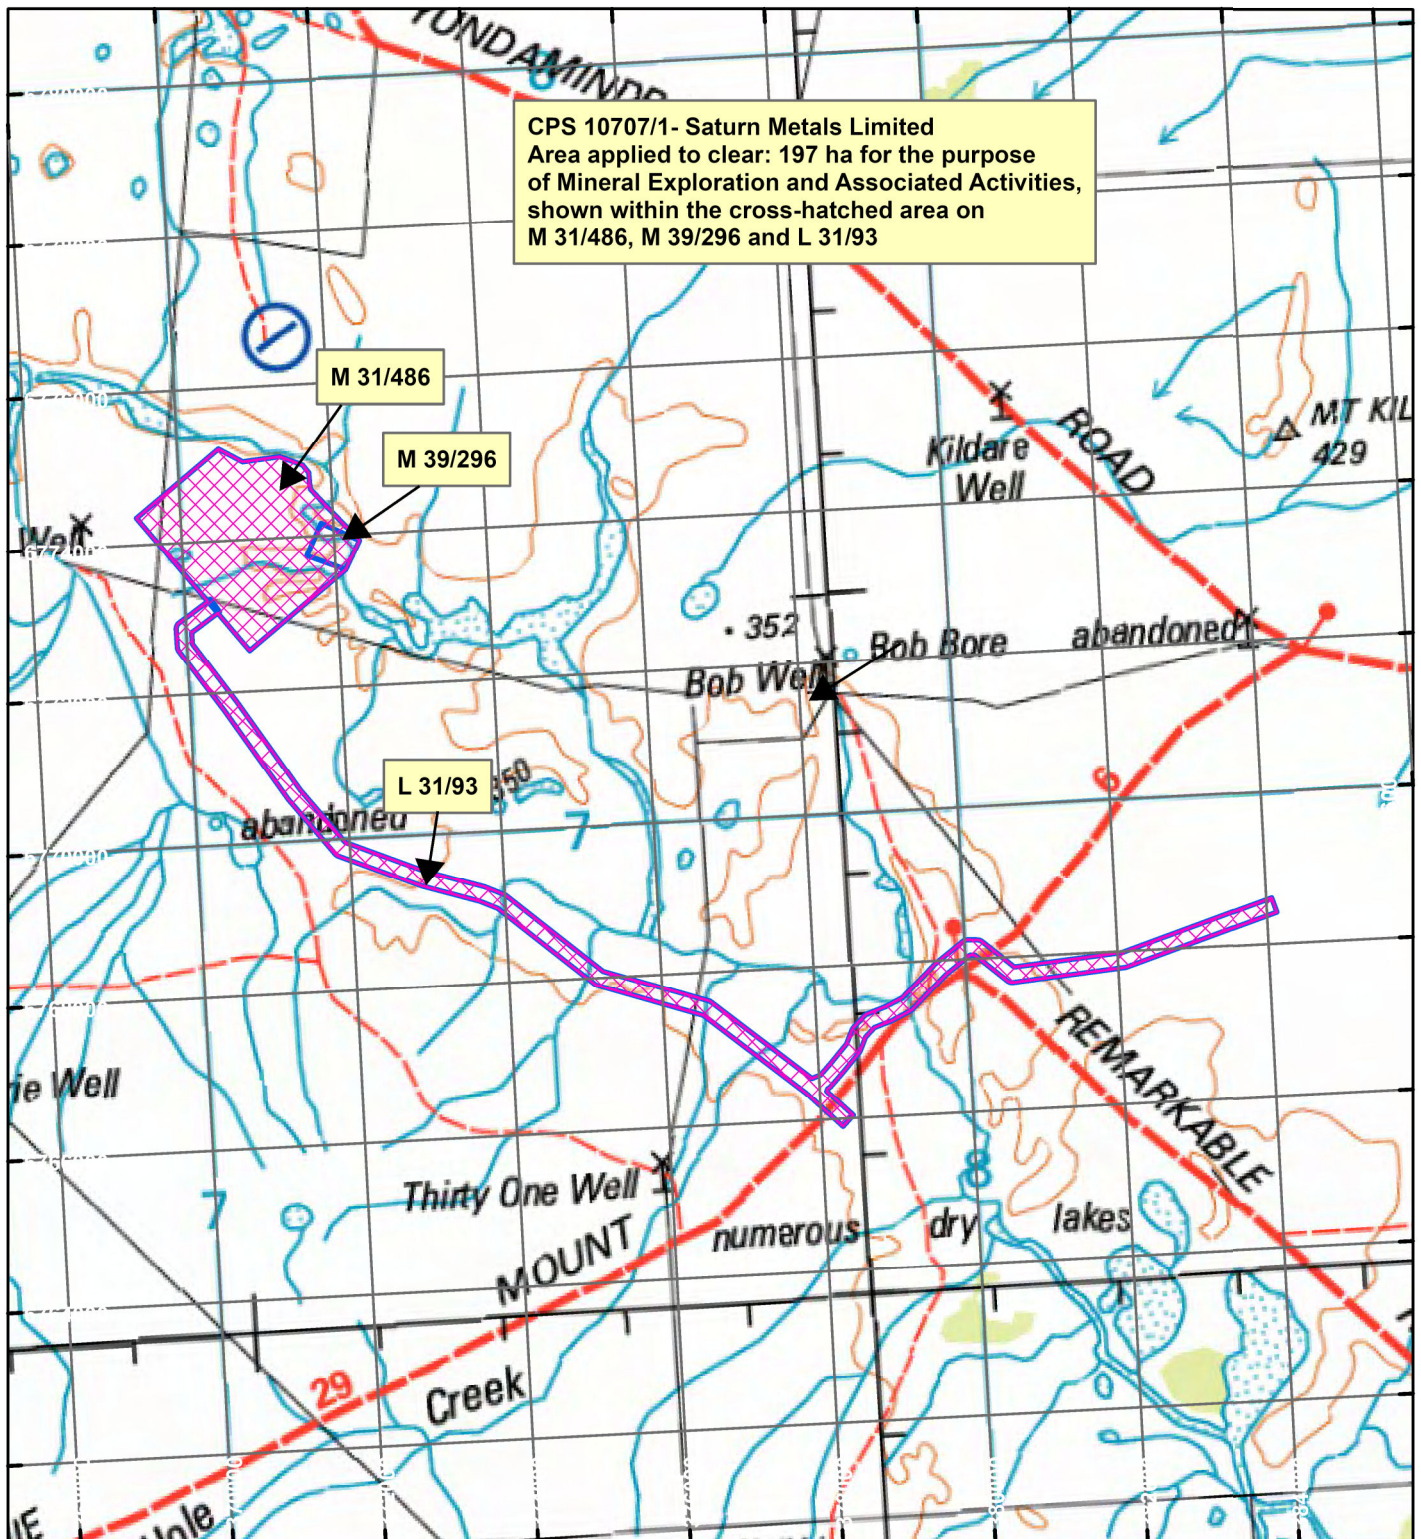 CPS 10707/1- Saturn Metals Limited
Area applied to clear: 197 ha for the purpose
of Mineral Exploration and Associated Activities,
shown within the cross-hatched area on
M 31/486, M 39/296 and L 31/93
M 31/486
MT KIL
429
ROAD
M 39/296
Kildare
Well
Well
352
Bob Bore
abandoned
Bob Well
6
L 31/93
350
abandoned
7
REMARKABLE
ie Well
8
Thirty One Well
7
numerous dry lakes
MOUNT
29
Creek
Hole